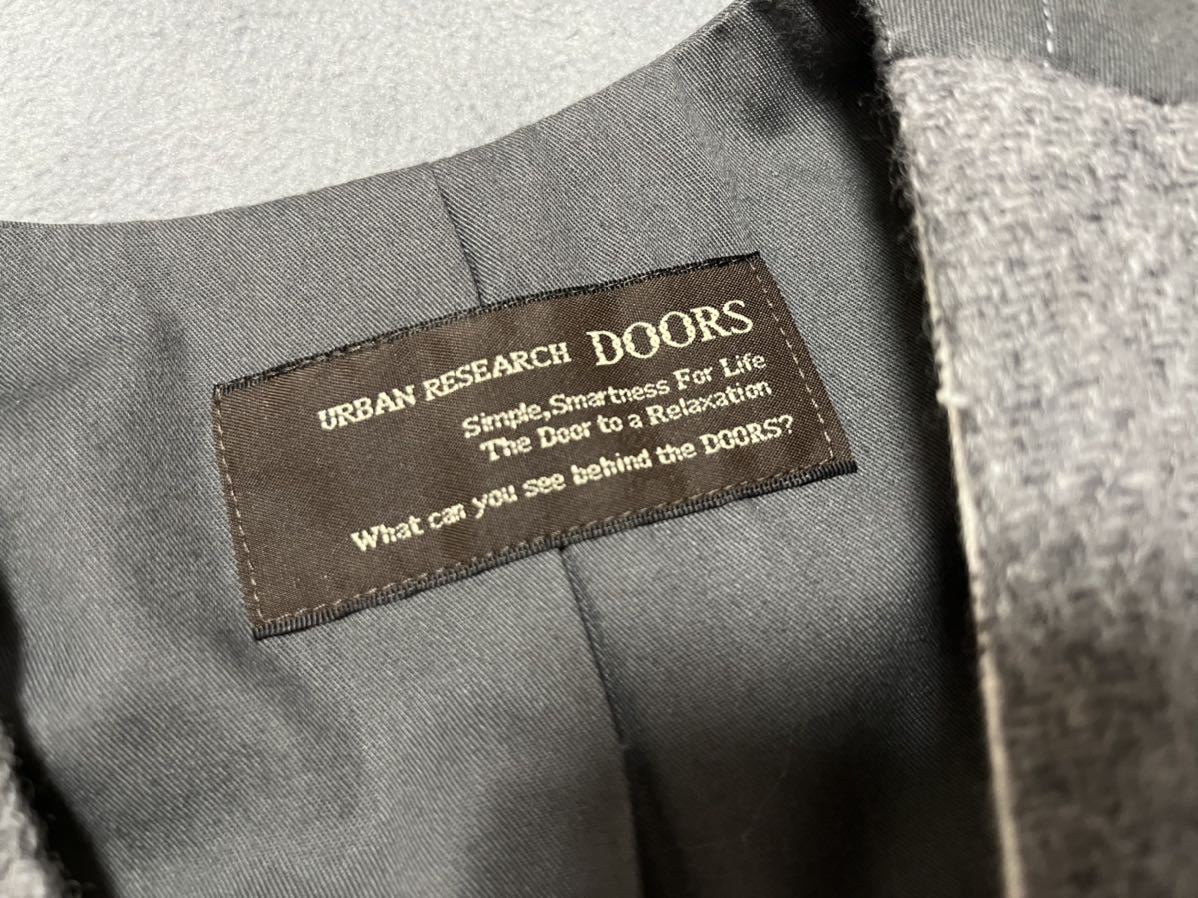 URBAN RESEARCH DOORS
Simple,Smartness For Life
The Door to a Relaxation
What can you see behind the DOORS?